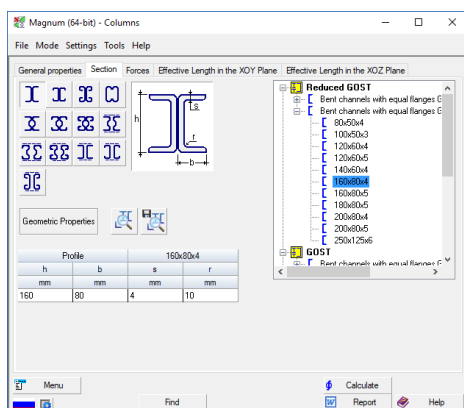 Magnum (64-bit) - Columns
File Mode Settings Tools Help
General properties Section Forces Effective Length in the XOY Plane Effective Length in the XOZ Plane
h
s
r
b
Geometric Properties
Profile 160x80x4
h b s r
mm mm mm mm
160 80 4 10
Reduced GOST
Bent channels with equal flanges G
Bent channels with equal flanges G
80x50x4
100x50x3
120x60x4
120x60x5
140x60x4
160x80x4
160x80x5
180x80x5
200x80x4
200x80x5
250x125x6
GOST
Bent channels with equal flanges G
Menu
Calculate
Find
Report
Help